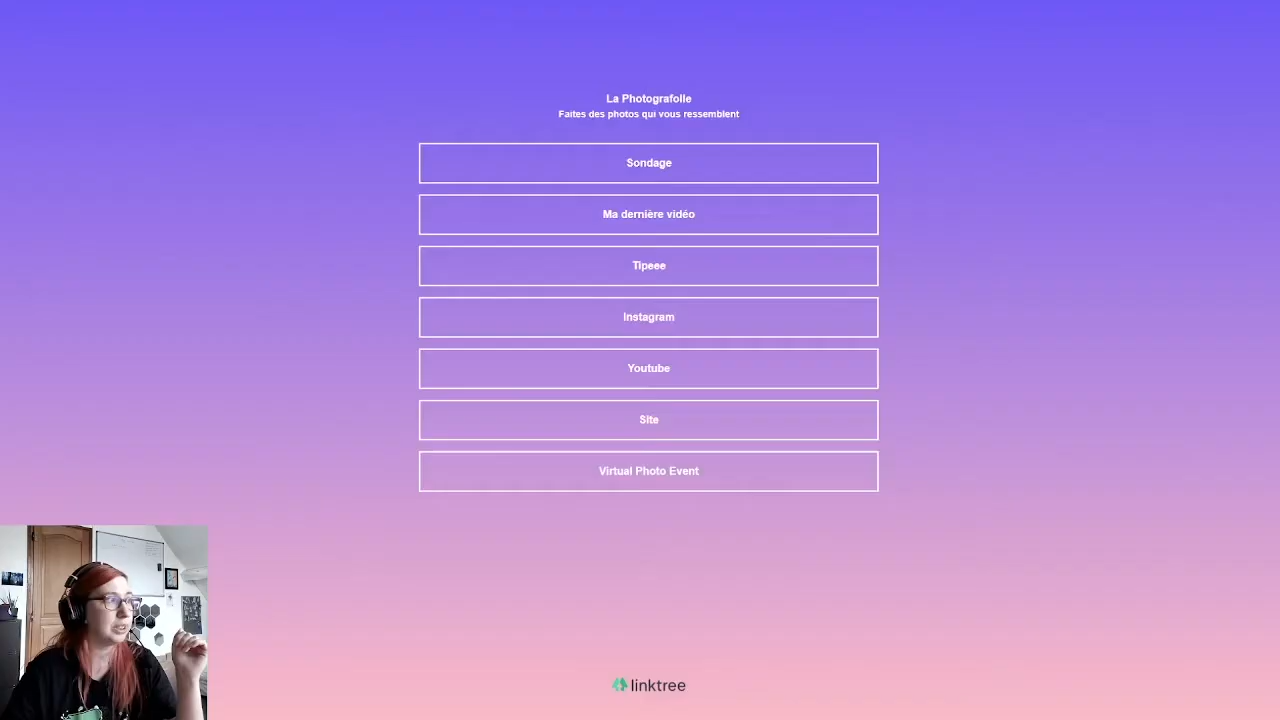 La Photografolle
Faites des photos qui vous ressemblent
Sondage
Ma dernière vidéo
Tipeee
Instagram
Youtube
Site
Virtual Photo Event
linktree